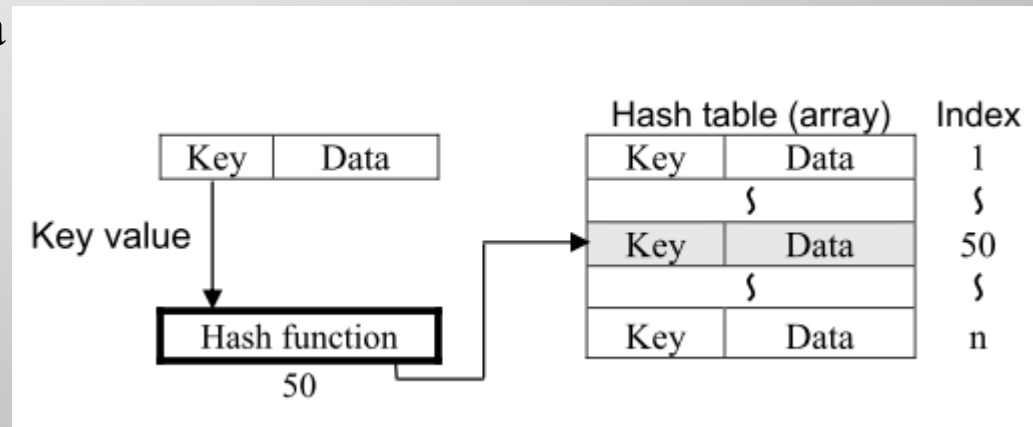 Hash table (array) Index
Key Data Key Data 1
∫ ∫
Key value Key Data 50
∫ ∫
Hash function Key Data n
50